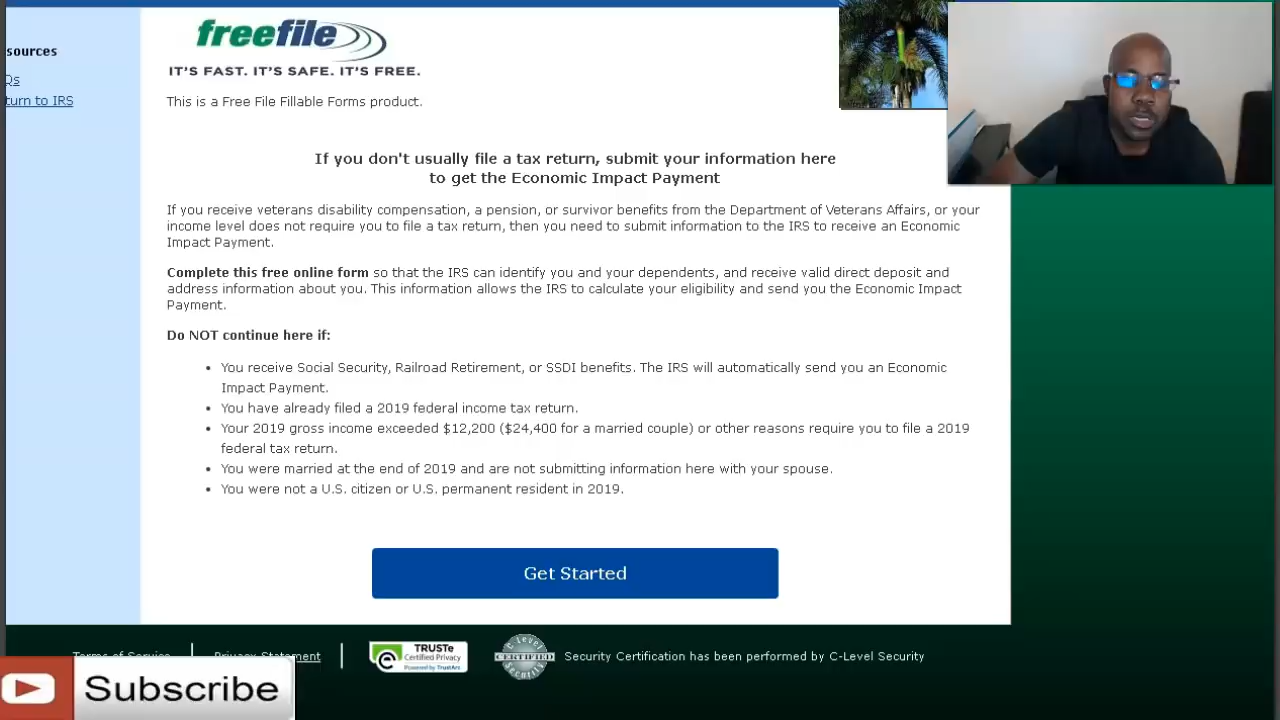 sources
Qs
turn to IRS
freefile
IT'S FAST. IT'S SAFE. IT'S FREE.
This is a Free File Fillable Forms product.
If you don't usually file a tax return, submit your information here
to get the Economic Impact Payment
If you receive veterans disability compensation, a pension, or survivor benefits from the Department of Veterans Affairs, or your
income level does not require you to file a tax return, then you need to submit information to the IRS to receive an Economic
Impact Payment.
Complete this free online form so that the IRS can identify you and your dependents, and receive valid direct deposit and
address information about you. This information allows the IRS to calculate your eligibility and send you the Economic Impact
Payment.
Do NOT continue here if:
• You receive Social Security, Railroad Retirement, or SSDI benefits. The IRS will automatically send you an Economic
Impact Payment.
• You have already filed a 2019 federal income tax return.
• Your 2019 gross income exceeded $12,200 ($24,400 for a married couple) or other reasons require you to file a 2019
federal tax return.
• You were married at the end of 2019 and are not submitting information here with your spouse.
• You were not a U.S. citizen or U.S. permanent resident in 2019.
Get Started
Terms of Service
Privacy Statement
TRUSTe
Certified Privacy
Powered by TrustArc
C-Level
CERTIFIED
Security
Security Certification has been performed by C-Level Security
Subscribe